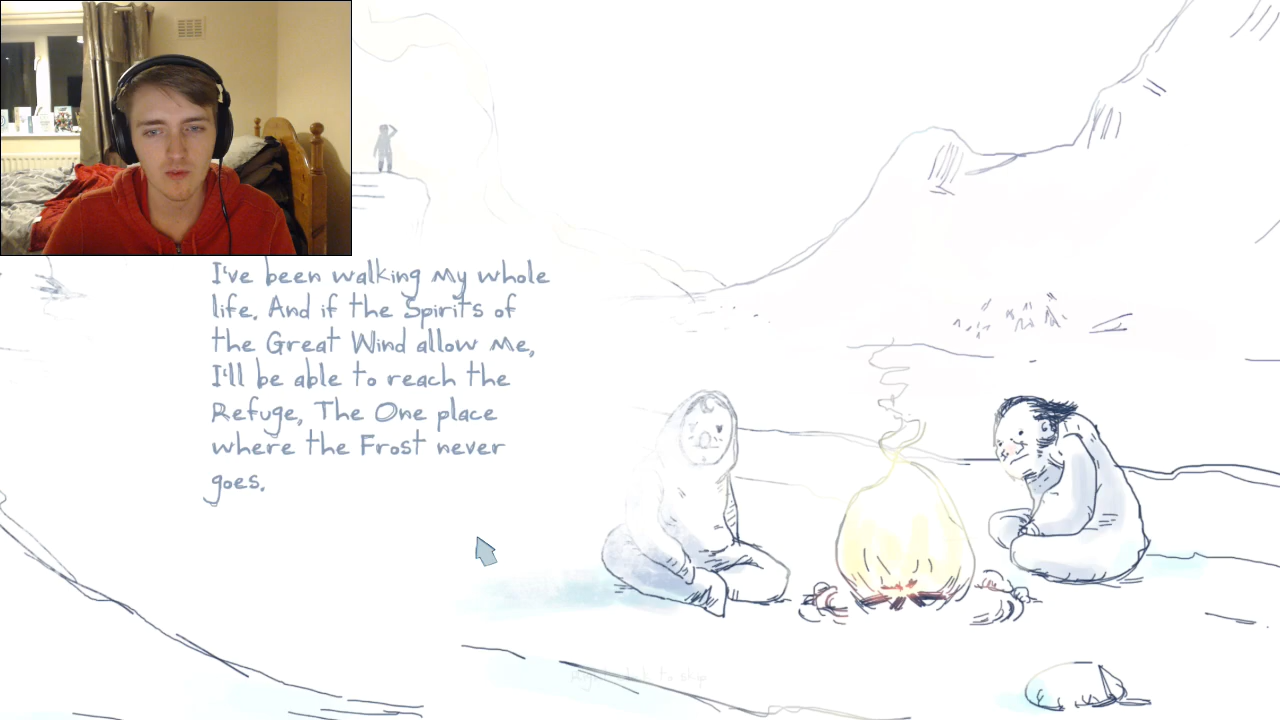 I've been walking my whole
life. And if the Spirits of
the Great Wind allow me,
I'll be able to reach the
Refuge, The One place
where the Frost never
goes.